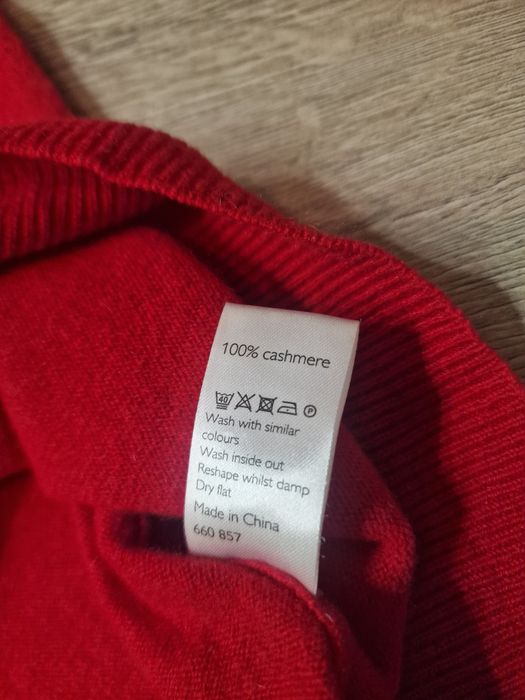 100% cashmere
40 P
Wash with similar
colours
Wash inside out
Reshape whilst damp
Dry flat
Made in China
660 857